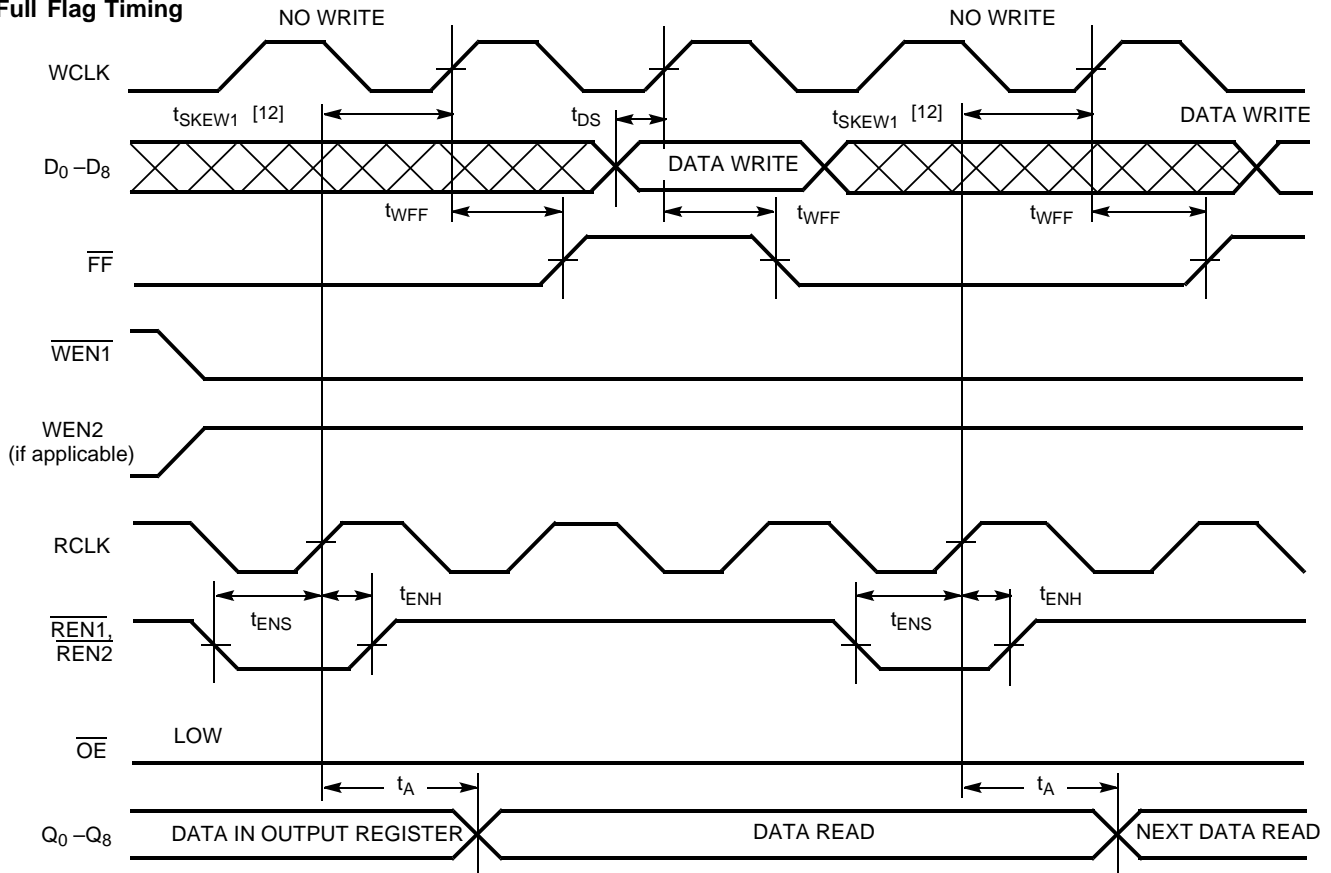 Full Flag Timing
NO WRITE
NO WRITE
WCLK
tSKEW1 [12]
tDS
tSKEW1 [12]
DATA WRITE
D0 –D8
DATA WRITE
tWFF
tWFF
tWFF
FF
WEN1
WEN2
(if applicable)
RCLK
tENS
tENH
tENS
tENH
REN1,
REN2
OE
LOW
tA
tA
Q0 –Q8
DATA IN OUTPUT REGISTER
DATA READ
NEXT DATA READ